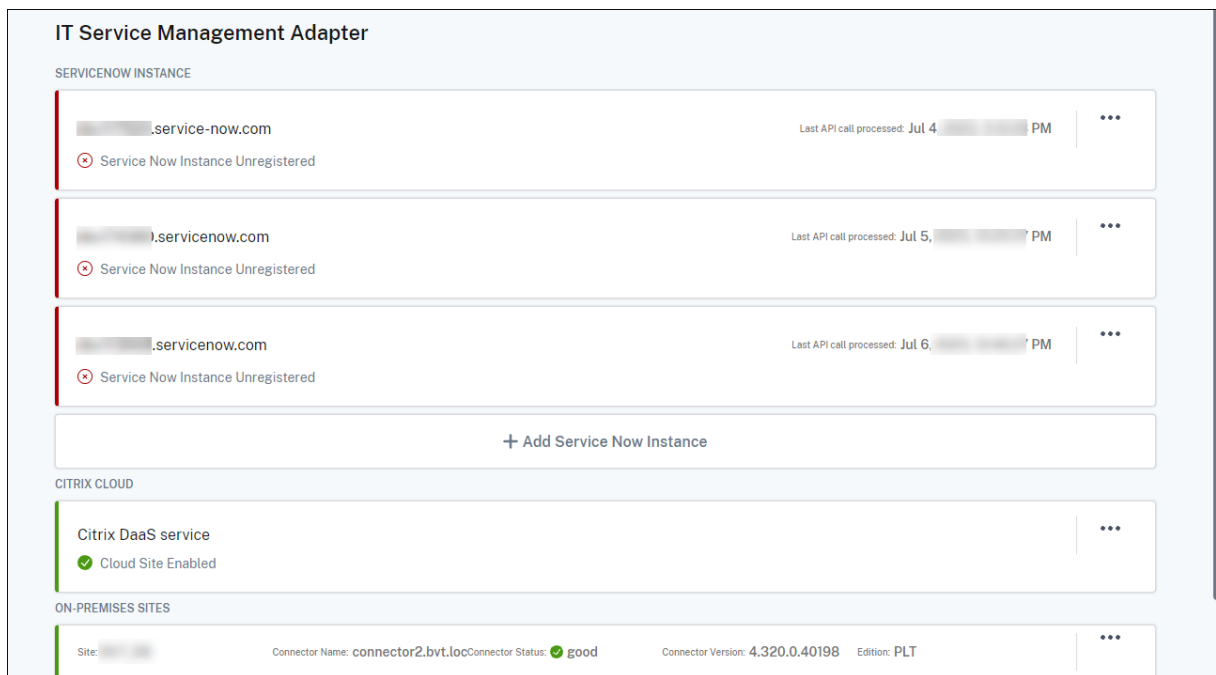 IT Service Management Adapter
SERVICENOW INSTANCE
.service-now.com Last API call processed: Jul 4 PM
Service Now Instance Unregistered
.servicenow.com Last API call processed: Jul 5, PM
Service Now Instance Unregistered
.servicenow.com Last API call processed: Jul 6, PM
Service Now Instance Unregistered
+ Add Service Now Instance
CITRIX CLOUD
Citrix DaaS service
Cloud Site Enabled
ON-PREMISES SITES
Site: Connector Name: connector2.bvt.loc Connector Status: good Connector Version: 4.320.0.40198 Edition: PLT